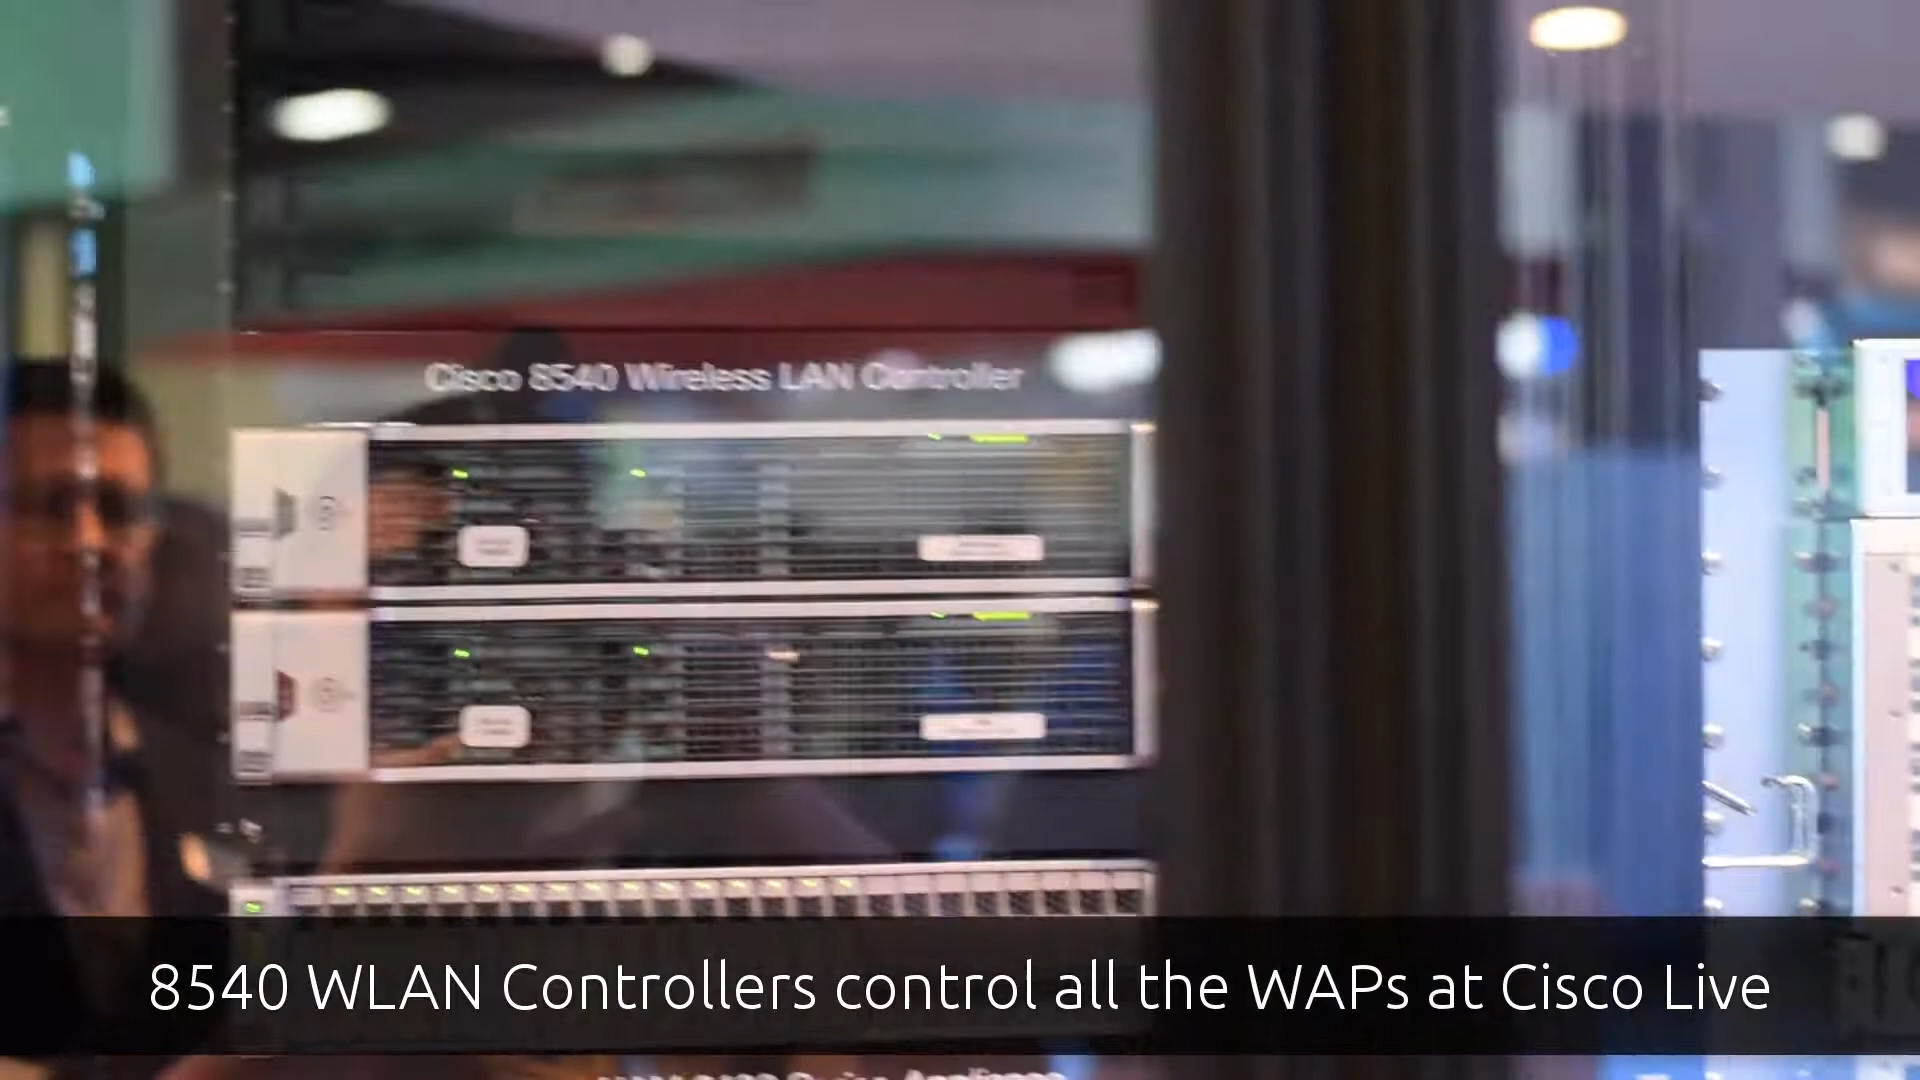 Cisco 8540 Wireless LAN Controller
8540 WLAN Controllers control all the WAPs at Cisco Live